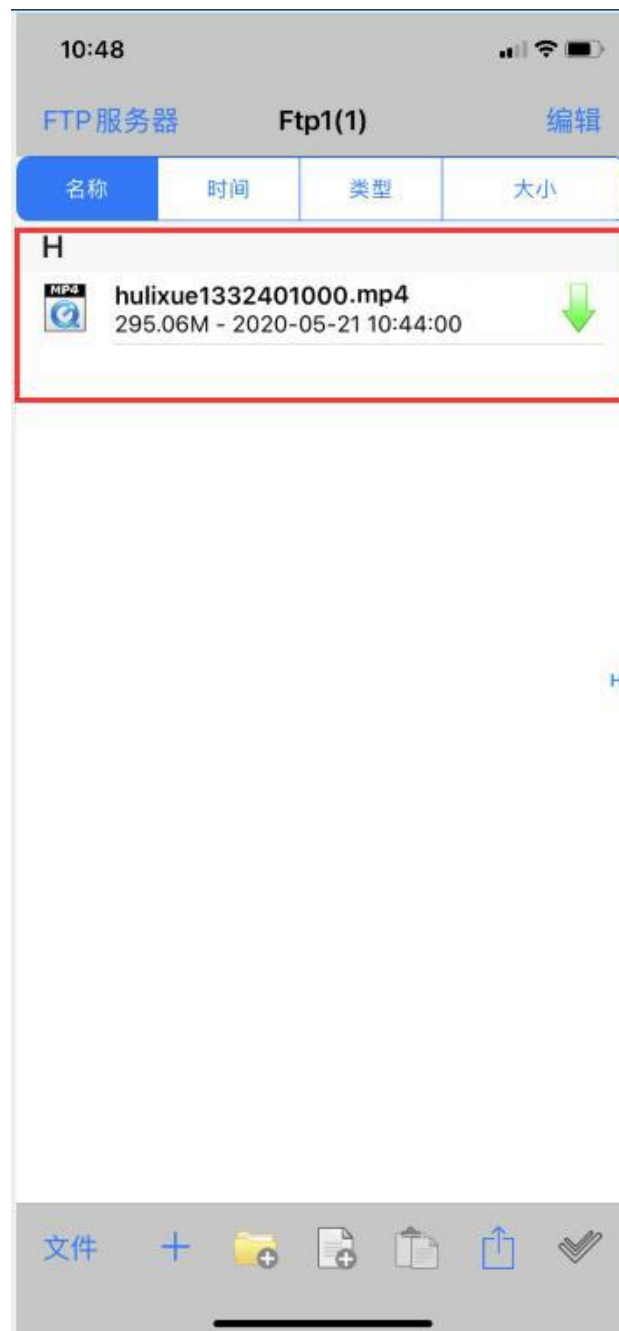 10:48
FTP服务器 Ftp1(1) 编辑
名称 时间 类型 大小
H
MP4
hulixue1332401000.mp4
295.06M - 2020-05-21 10:44:00
H
文件